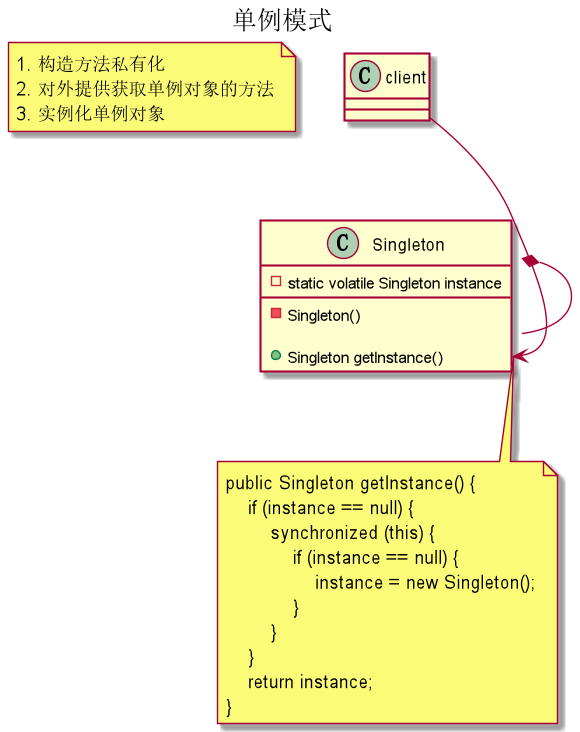 单例模式
1. 构造方法私有化
2. 对外提供获取单例对象的方法
3. 实例化单例对象
C client
C Singleton
static volatile Singleton instance
Singleton()
Singleton getInstance()
public Singleton getInstance() {
    if (instance == null) {
        synchronized (this) {
            if (instance == null) {
                instance = new Singleton();
            }
        }
    }
    return instance;
}